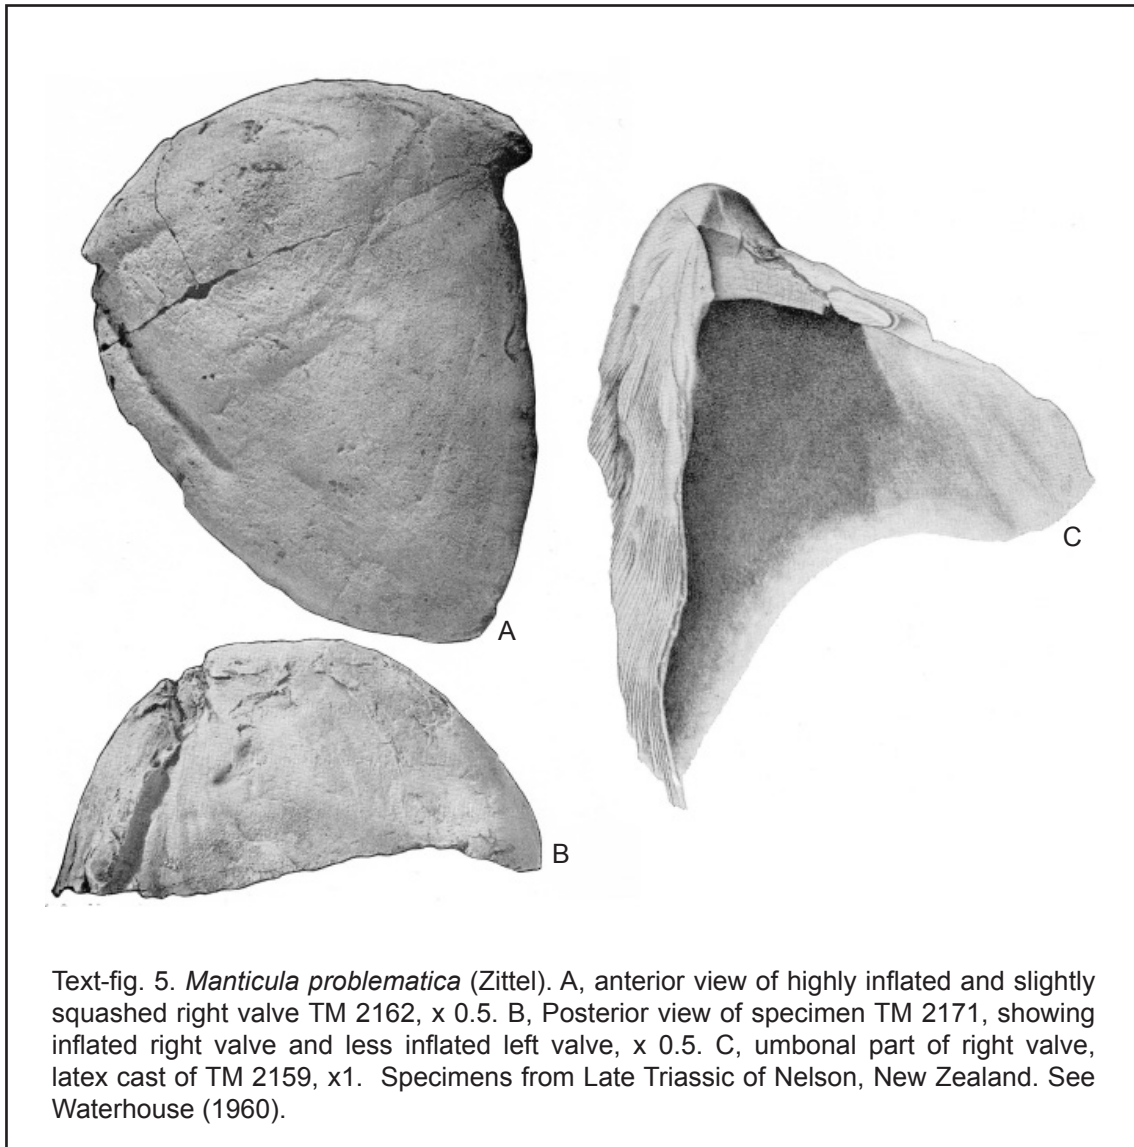 A
C
B
Text-fig. 5. Manticula problematica (Zittel). A, anterior view of highly inflated and slightly
squashed right valve TM 2162, x 0.5. B, Posterior view of specimen TM 2171, showing
inflated right valve and less inflated left valve, x 0.5. C, umbonal part of right valve,
latex cast of TM 2159, x1. Specimens from Late Triassic of Nelson, New Zealand. See
Waterhouse (1960).